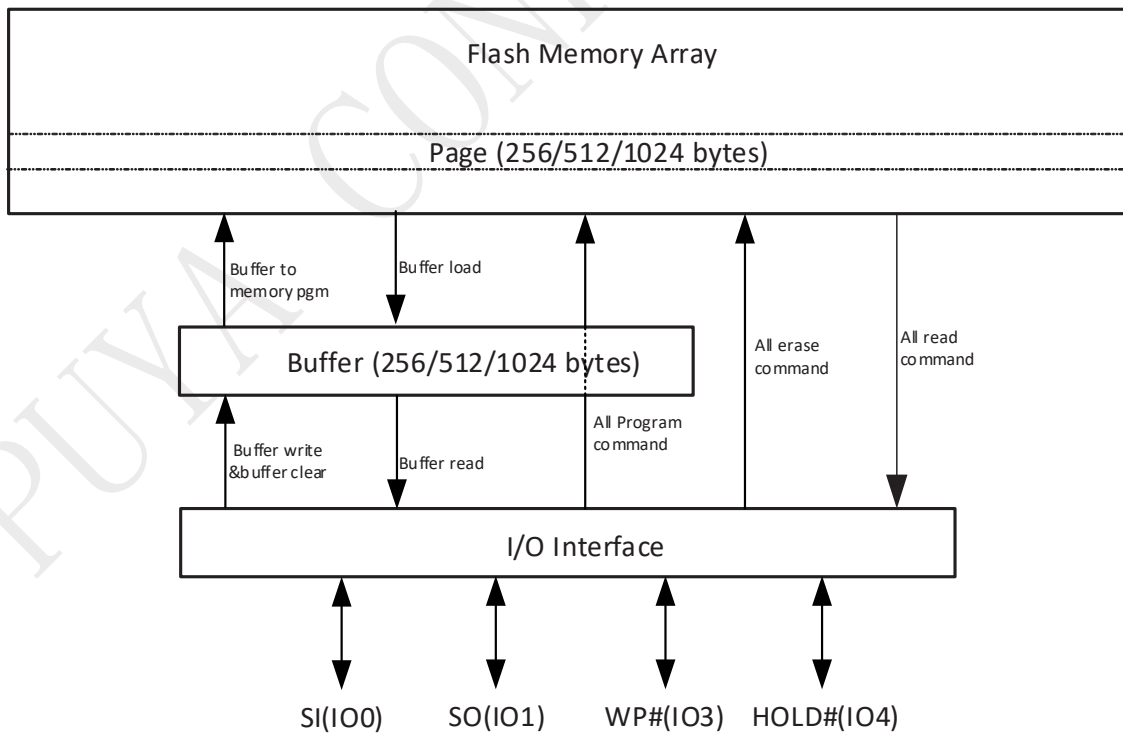 Flash Memory Array
Page (256/512/1024 bytes)
Buffer to
memory pgm
Buffer load
All erase
command
All read
command
Buffer (256/512/1024 bytes)
Buffer write
&buffer clear
Buffer read
All Program
command
I/O Interface
SI(IO0)
SO(IO1)
WP#(IO3)
HOLD#(IO4)
PUYA